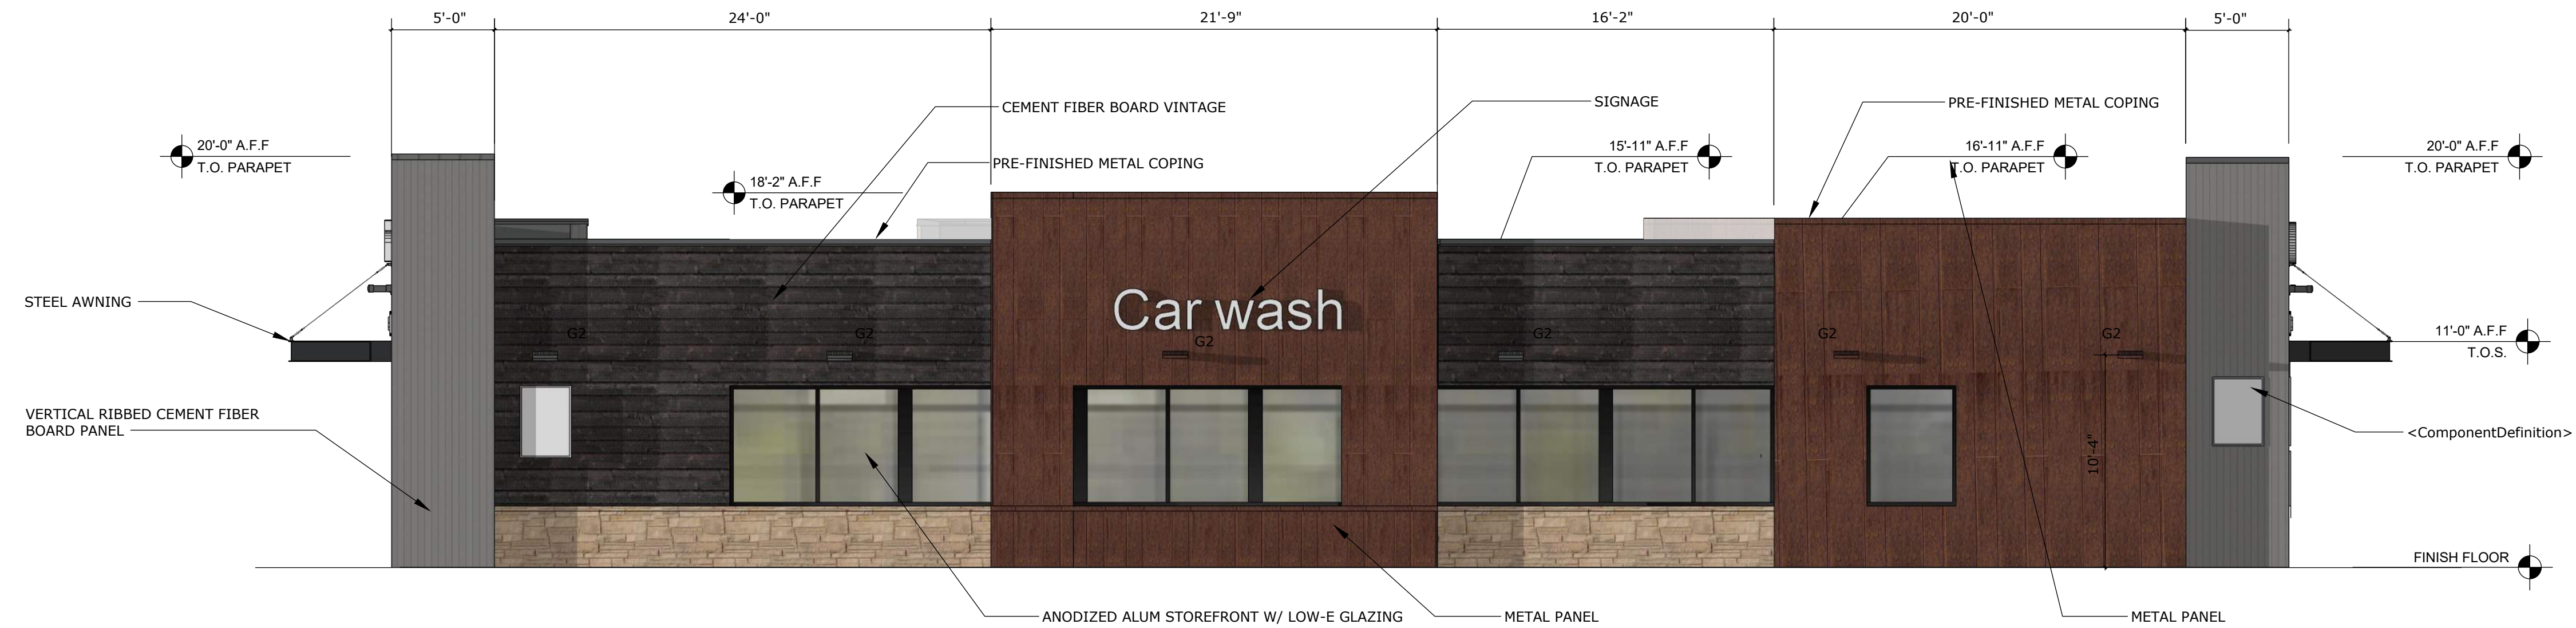 5'-0"
24'-0"
21'-9"
16'-2"
20'-0"
5'-0"
CEMENT FIBER BOARD VINTAGE
SIGNAGE
PRE-FINISHED METAL COPING
20'-0" A.F.F
T.O. PARAPET
PRE-FINISHED METAL COPING
15'-11" A.F.F
T.O. PARAPET
16'-11" A.F.F
T.O. PARAPET
20'-0" A.F.F
T.O. PARAPET
18'-2" A.F.F
T.O. PARAPET
STEEL AWNING
Car wash
G2
G2
G2
G2
G2
G2
11'-0" A.F.F
T.O.S.
VERTICAL RIBBED CEMENT FIBER
BOARD PANEL
<ComponentDefinition>
10'-4"
FINISH FLOOR
ANODIZED ALUM STOREFRONT W/ LOW-E GLAZING
METAL PANEL
METAL PANEL